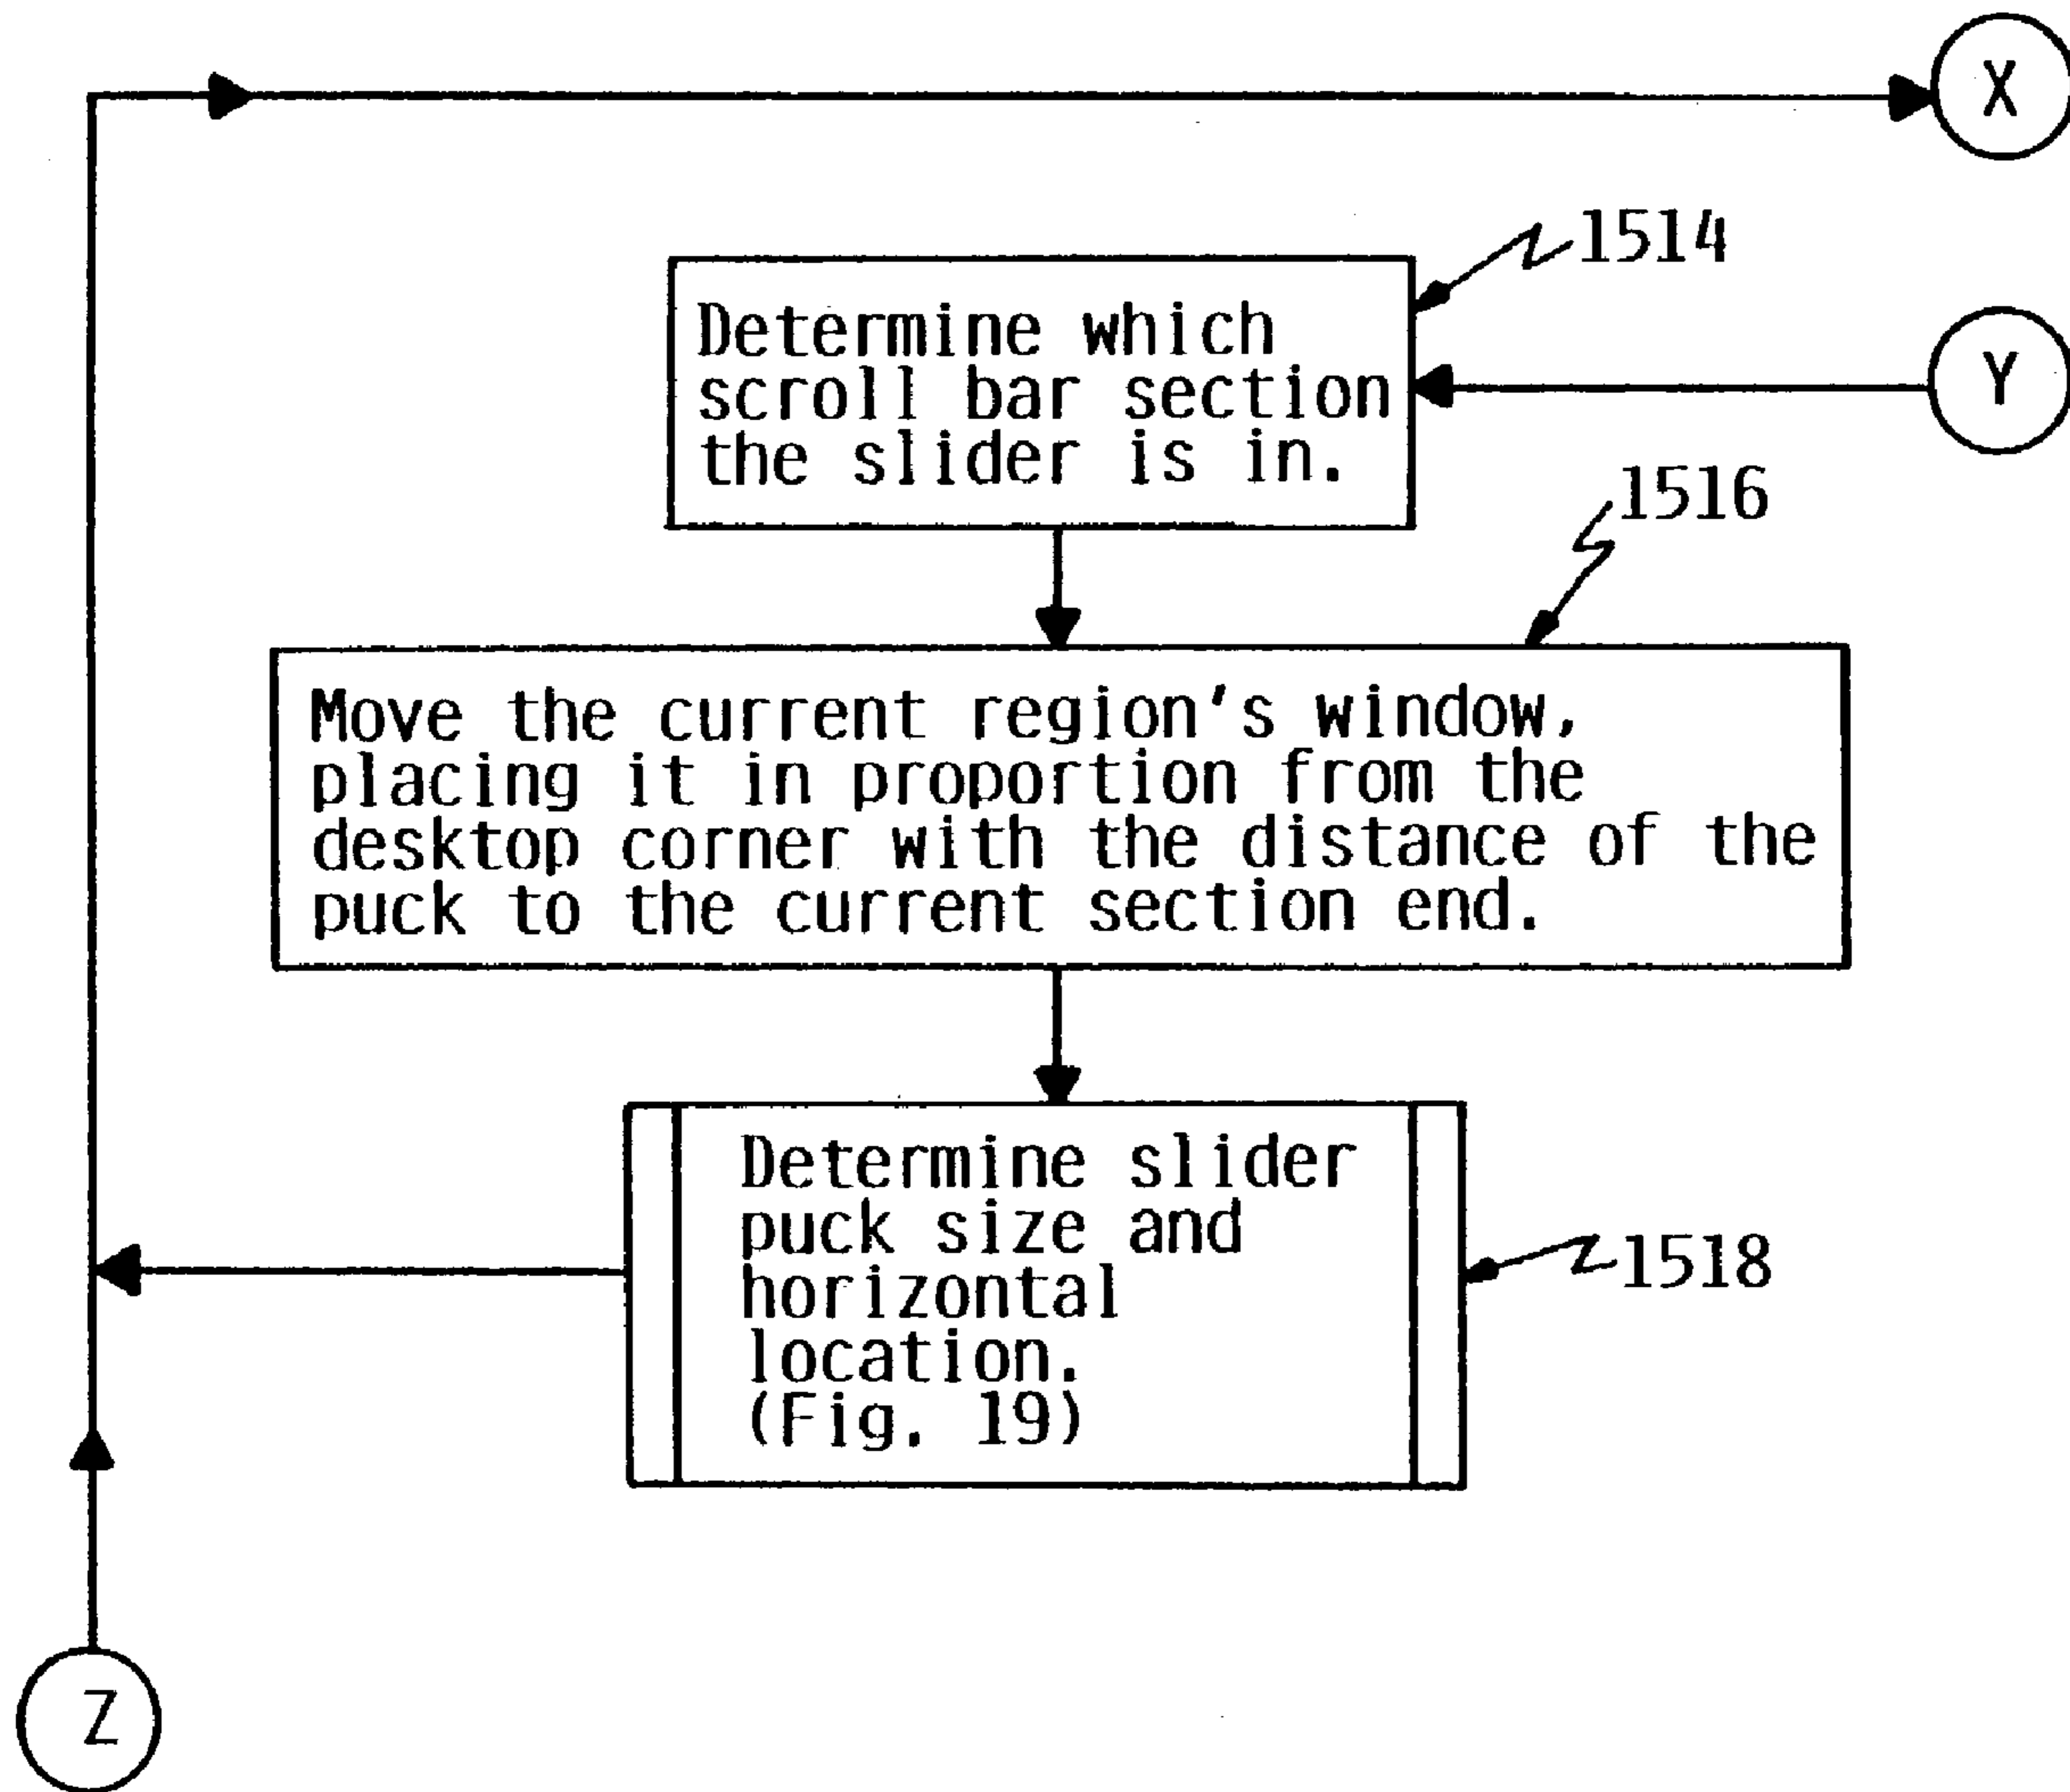 X
1514
Determine which
scroll bar section
the slider is in.
Y
1516
Move the current region's window,
placing it in proportion from the
desktop corner with the distance of the
puck to the current section end.
Determine slider
puck size and
horizontal
location.
(Fig. 19)
1518
Z